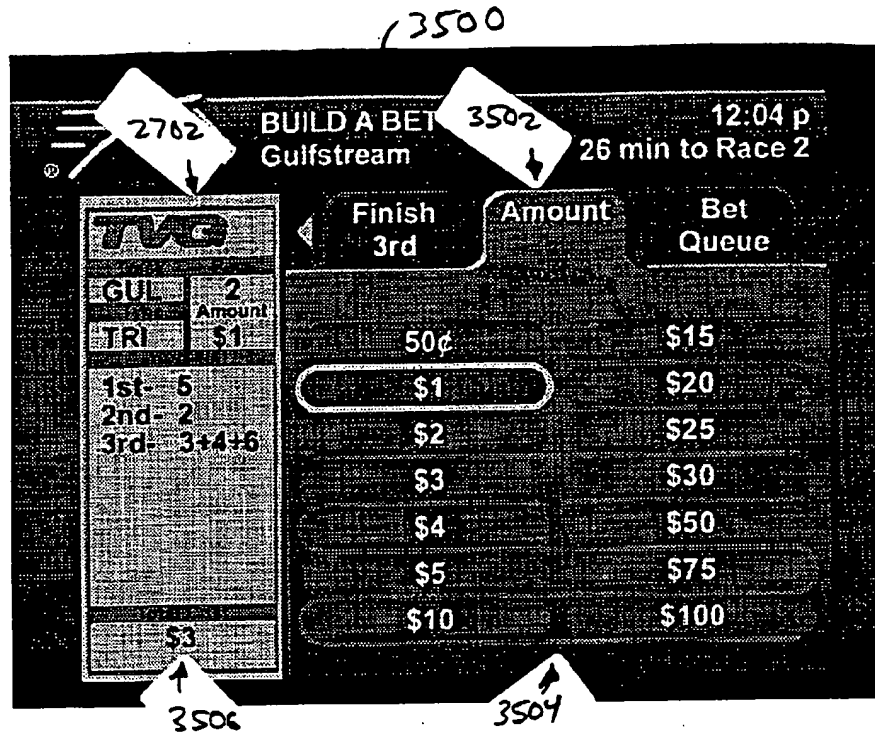 3500
2702
BUILD A BET
3502
12:04 p
Gulfstream
26 min to Race 2
®
TVG
Finish
3rd
Amount
Bet
Queue
GUL
2
Amount
TRI
$1
1st- 5
2nd- 2
3rd- 3+4+6
$3
50¢
$15
$1
$20
$2
$25
$3
$30
$4
$50
$5
$75
$10
$100
3506
3504